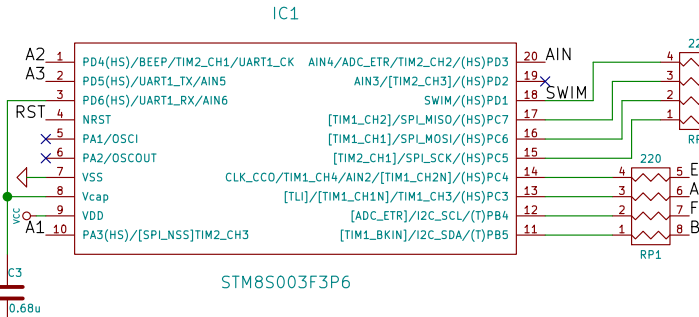 IC1
A2 1 PD4(HS)/BEEP/TIM2_CH1/UART1_CK AIN4/ADC_ETR/TIM2_CH2/(HS)PD3 20 AIN
A3 2 PD5(HS)/UART1_TX/AIN5 AIN3/[TIM2_CH3]/(HS)PD2 19
3 PD6(HS)/UART1_RX/AIN6 SWIM/(HS)PD1 18 SWIM
RST 4 NRST [TIM1_CH2]/SPI_MISO/(HS)PC7 17
5 PA1/OSCI [TIM1_CH1]/SPI_MOSI/(HS)PC6 16
6 PA2/OSCOUT [TIM2_CH1]/SPI_SCK/(HS)PC5 15
7 VSS CLK_CCO/TIM1_CH4/AIN2/[TIM1_CH2N]/(HS)PC4 14
8 Vcap [TLI]/[TIM1_CH1N]/TIM1_CH3/(HS)PC3 13
VCC 9 VDD [ADC_ETR]/I2C_SCL/(T)PB4 12
A1 10 PA3(HS)/[SPI_NSS]TIM2_CH3 [TIM1_BKIN]/I2C_SDA/(T)PB5 11
STM8S003F3P6
C3
0.68u
4
3
2
1
220
4 5 E
3 6 A
2 7 F
1 8 B
RP1